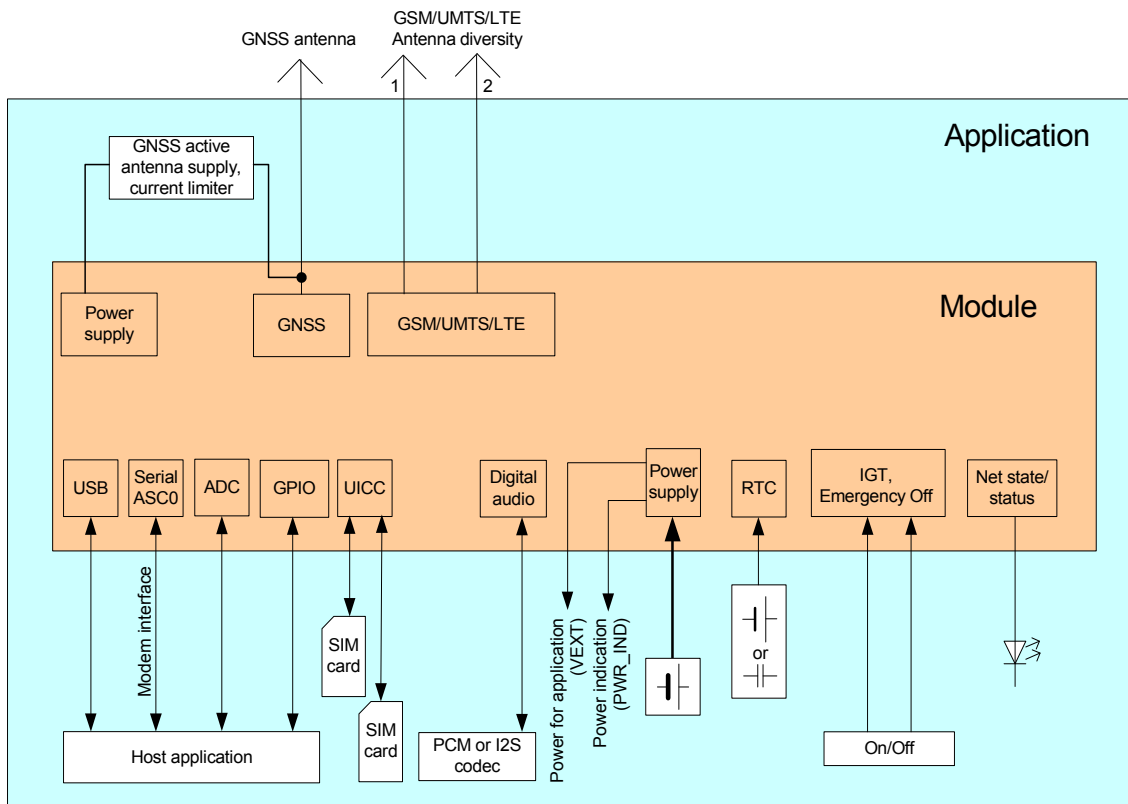 GNSS antenna
GSM/UMTS/LTE
Antenna diversity
1
2
Application
GNSS active
antenna supply,
current limiter
Module
Power
supply
GNSS
GSM/UMTS/LTE
USB
Serial
ASC0
ADC
GPIO
UICC
Digital
audio
Power
supply
RTC
IGT,
Emergency Off
Net state/
status
Modem interface
SIM
card
SIM
card
Power for application
(VEXT)
Power indication
(PWR_IND)
or
Host application
PCM or I2S
codec
On/Off